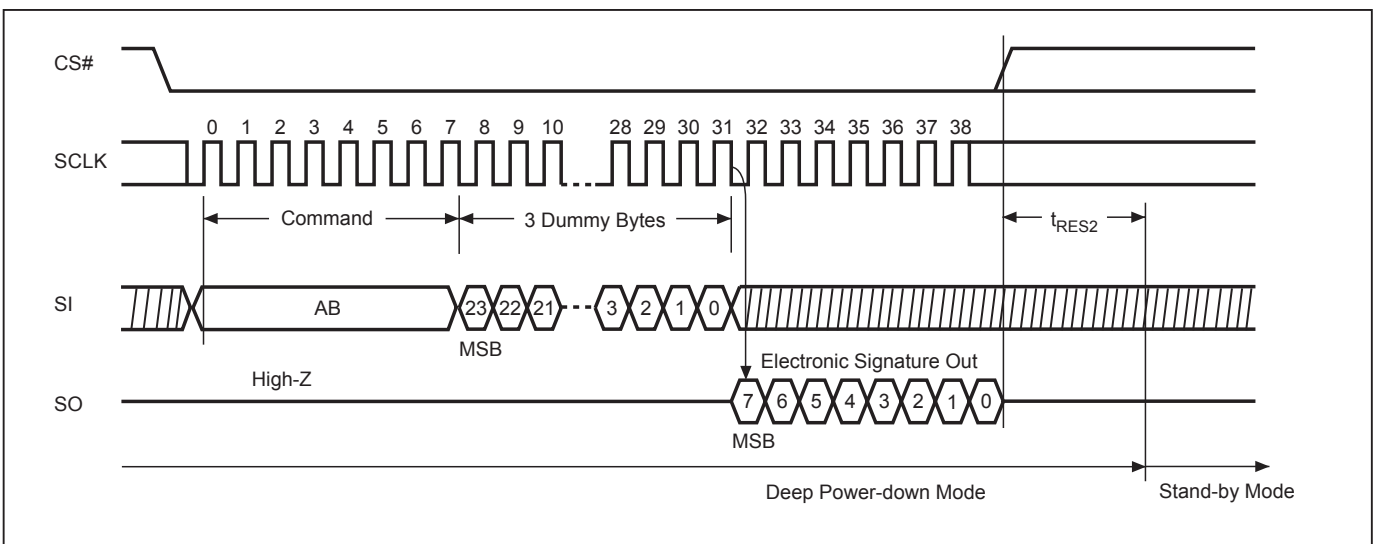 CS#
0 1 2 3 4 5 6 7 8 9 10 28 29 30 31 32 33 34 35 36 37 38
SCLK
Command 3 Dummy Bytes tRES2
SI AB 23 22 21 3 2 1 0
MSB
Electronic Signature Out
High-Z
SO 7 6 5 4 3 2 1 0
MSB
Deep Power-down Mode Stand-by Mode